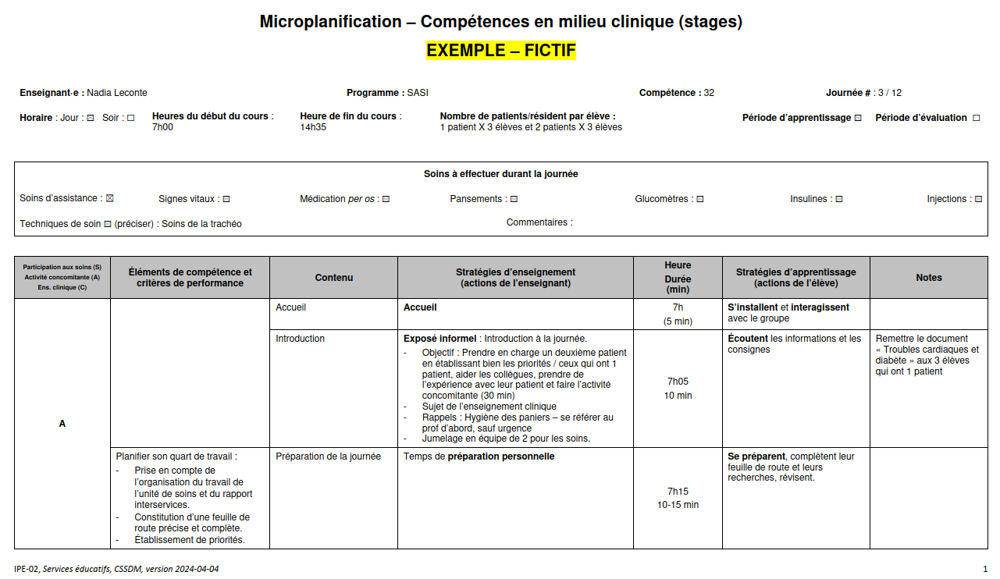 Microplanification – Compétences en milieu clinique (stages)
EXEMPLE – FICTIF
Enseignant·e : Nadia Leconte
Programme : SASI
Compétence : 32
Journée # : 3 / 12
Horaire : Jour : ☒ Soir : ☐
Heures du début du cours :
7h00
Heure de fin du cours :
14h35
Nombre de patients/résident par élève :
1 patient X 3 élèves et 2 patients X 3 élèves
Période d’apprentissage ☒ Période d’évaluation ☐
Soins à effectuer durant la journée
Soins d’assistance : ☒
Signes vitaux : ☒
Médication per os : ☒
Pansements : ☒
Glucomètres : ☒
Insulines : ☒
Injections : ☒
Techniques de soin ☒ (préciser) : Soins de la trachéo
Commentaires :
Participation aux soins (S)
Activité concomitante (A)
Ens. clinique (C)
Éléments de compétence et
critères de performance
Contenu
Stratégies d’enseignement
(actions de l’enseignant)
Heure
Durée
(min)
Stratégies d’apprentissage
(actions de l’élève)
Notes
A
Accueil
Accueil
7h
(5 min)
S’installent et interagissent
avec le groupe
Introduction
Exposé informel : Introduction à la journée.
- Objectif : Prendre en charge un deuxième patient
en établissant bien les priorités / ceux qui ont 1
patient, aider les collègues, prendre de
l’expérience avec leur patient et faire l’activité
concomitante (30 min)
- Sujet de l’enseignement clinique
- Rappels : Hygiène des paniers – se référer au
prof d’abord, sauf urgence
- Jumelage en équipe de 2 pour les soins.
7h05
10 min
Écoutent les informations et les
consignes
Remettre le document
« Troubles cardiaques et
diabète » aux 3 élèves
qui ont 1 patient
Planifier son quart de travail :
- Prise en compte de
l’organisation du travail de
l’unité de soins et du rapport
interservices.
- Constitution d’une feuille de
route précise et complète.
- Établissement de priorités.
Préparation de la journée
Temps de préparation personnelle
7h15
10-15 min
Se préparent, complètent leur
feuille de route et leurs
recherches, révisent.
IPE-02, Services éducatifs, CSSDM, version 2024-04-04
1